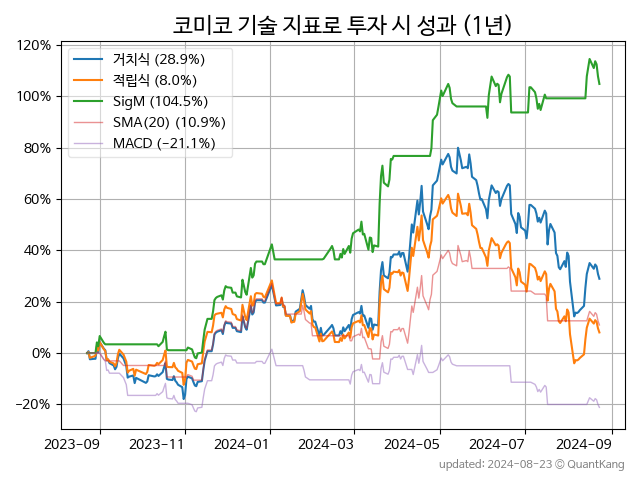 코미코 기술 지표로 투자 시 성과 (1년)
120%
100%
80%
60%
40%
20%
0%
−20%
거치식 (28.9%)
적립식 (8.0%)
SigM (104.5%)
SMA(20) (10.9%)
MACD (−21.1%)
2023-09 2023-11 2024-01 2024-03 2024-05 2024-07 2024-09
updated: 2024-08-23 ⓒ QuantKang